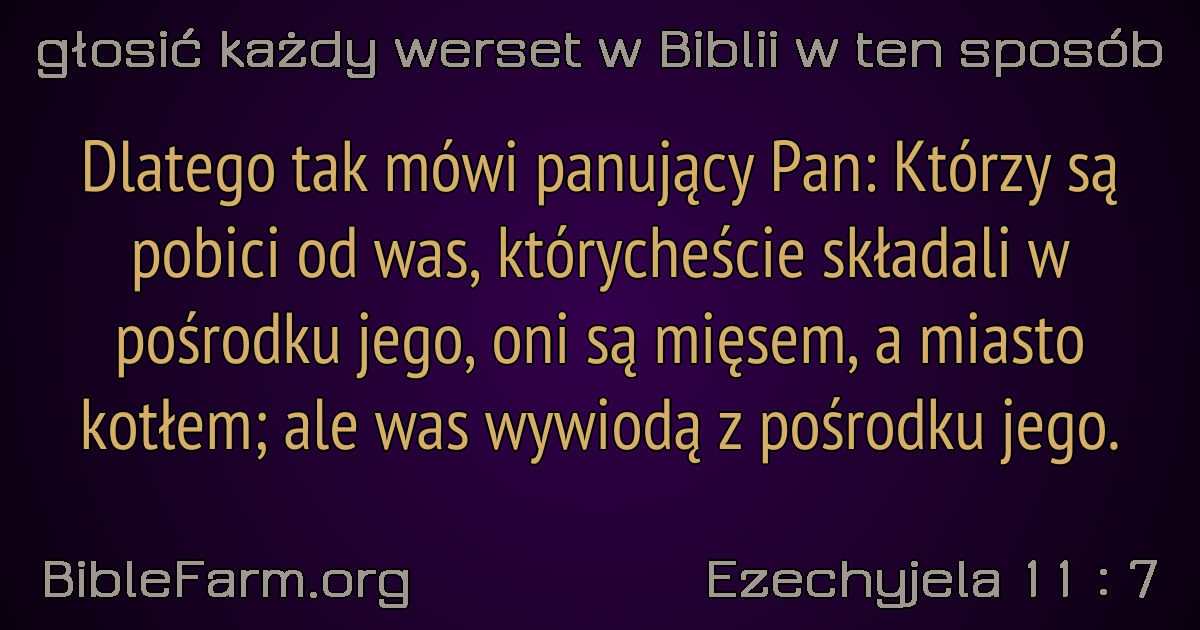 głosić każdy werset w Biblii w ten sposób
Dlatego tak mówi panujący Pan: Którzy są
pobici od was, którycheście składali w
pośrodku jego, oni są mięsem, a miasto
kotłem; ale was wywiodą z pośrodku jego.
BibleFarm.org
Ezechyjela 11 : 7